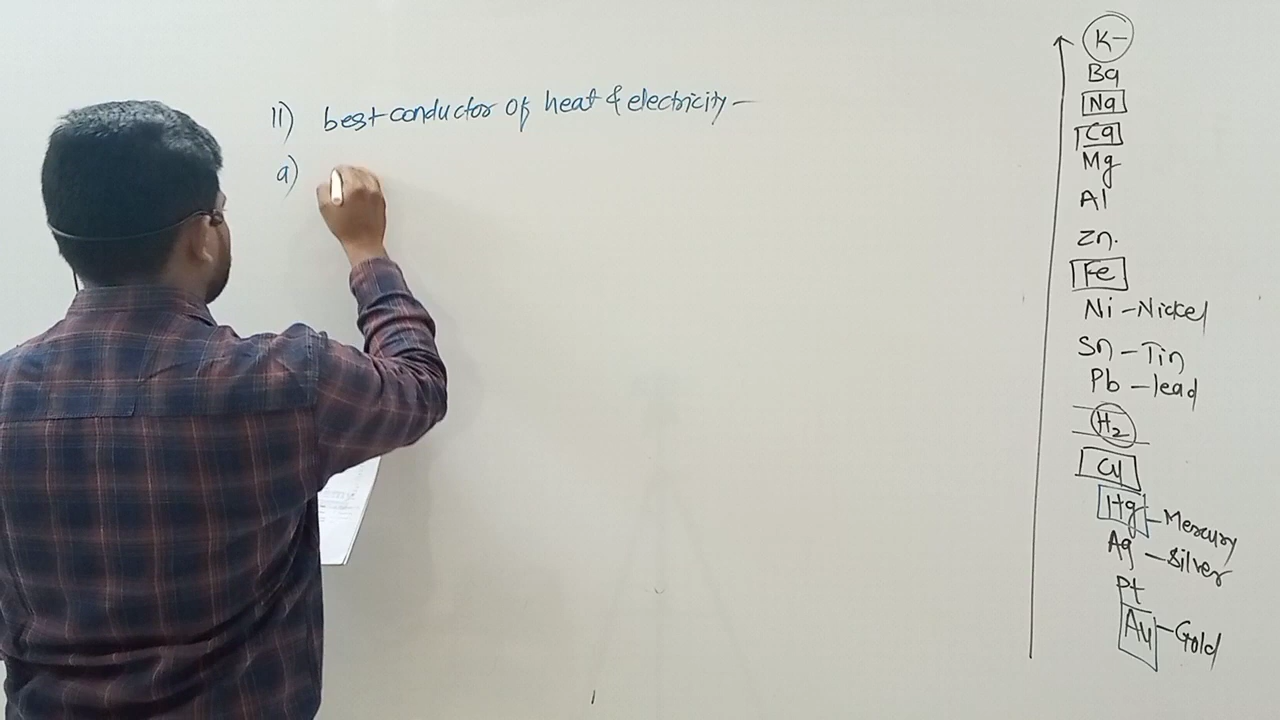 11) best conductor of heat & electricity -
a)
K-
Ba
Na
Ca
Mg
Al
Zn.
Fe
Ni - Nickel
Sn - Tin
Pb - lead
H2
Cu
Hg - Mercury
Ag - Silver
Pt
Au - Gold